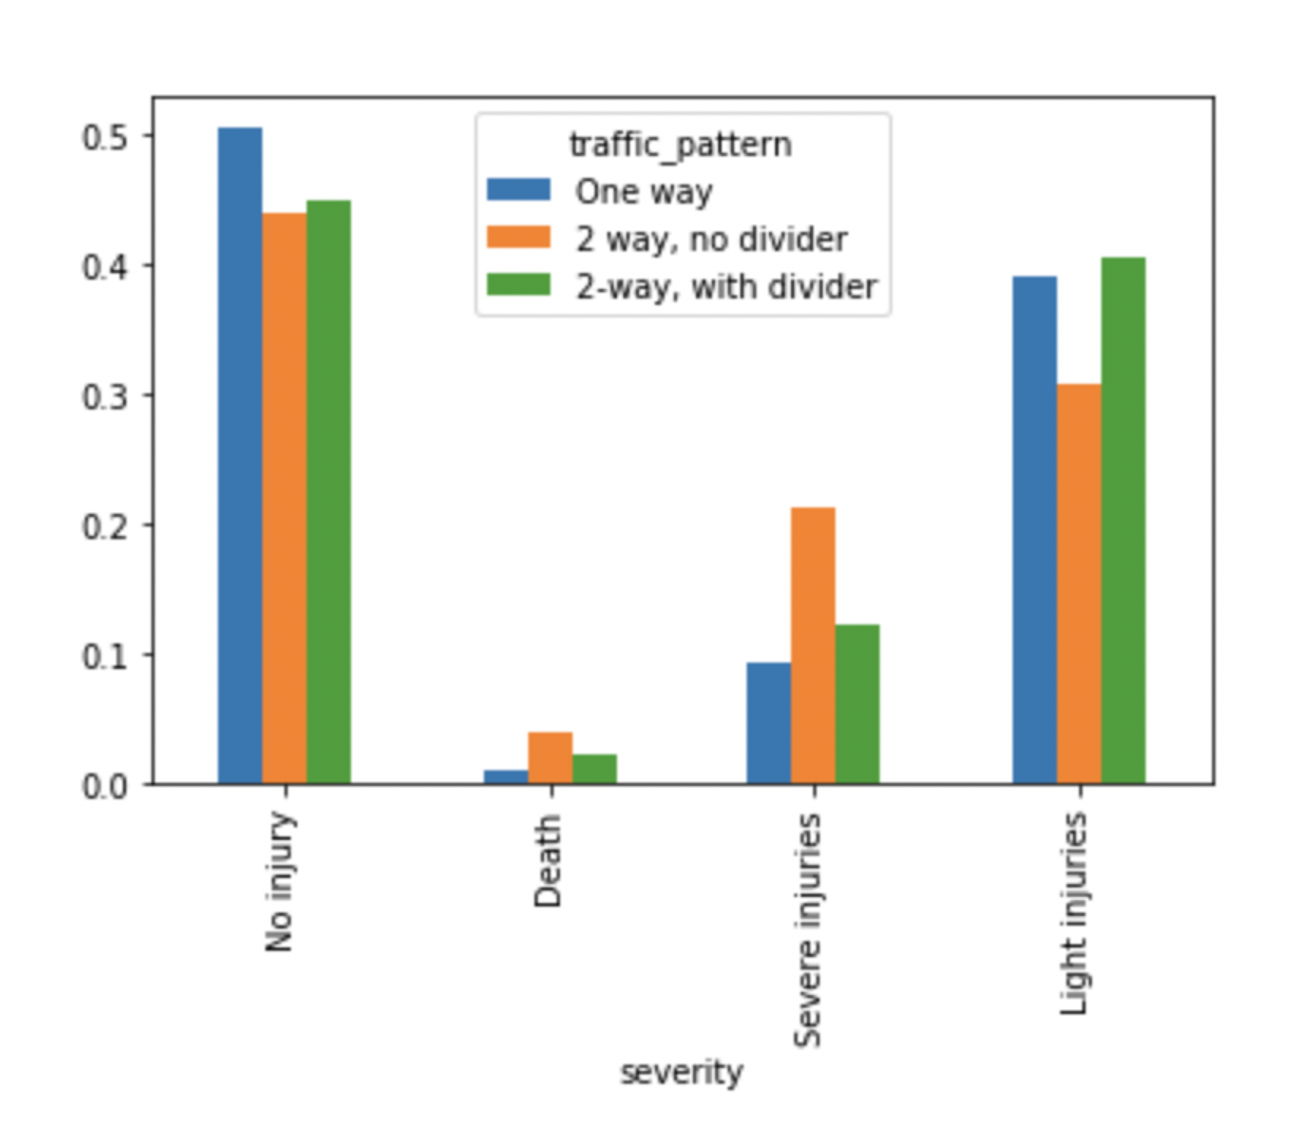 traffic_pattern
One way
2 way, no divider
2-way, with divider
0.5
0.4
0.3
0.2
0.1
0.0
No injury
Death
Severe injuries
Light injuries
severity